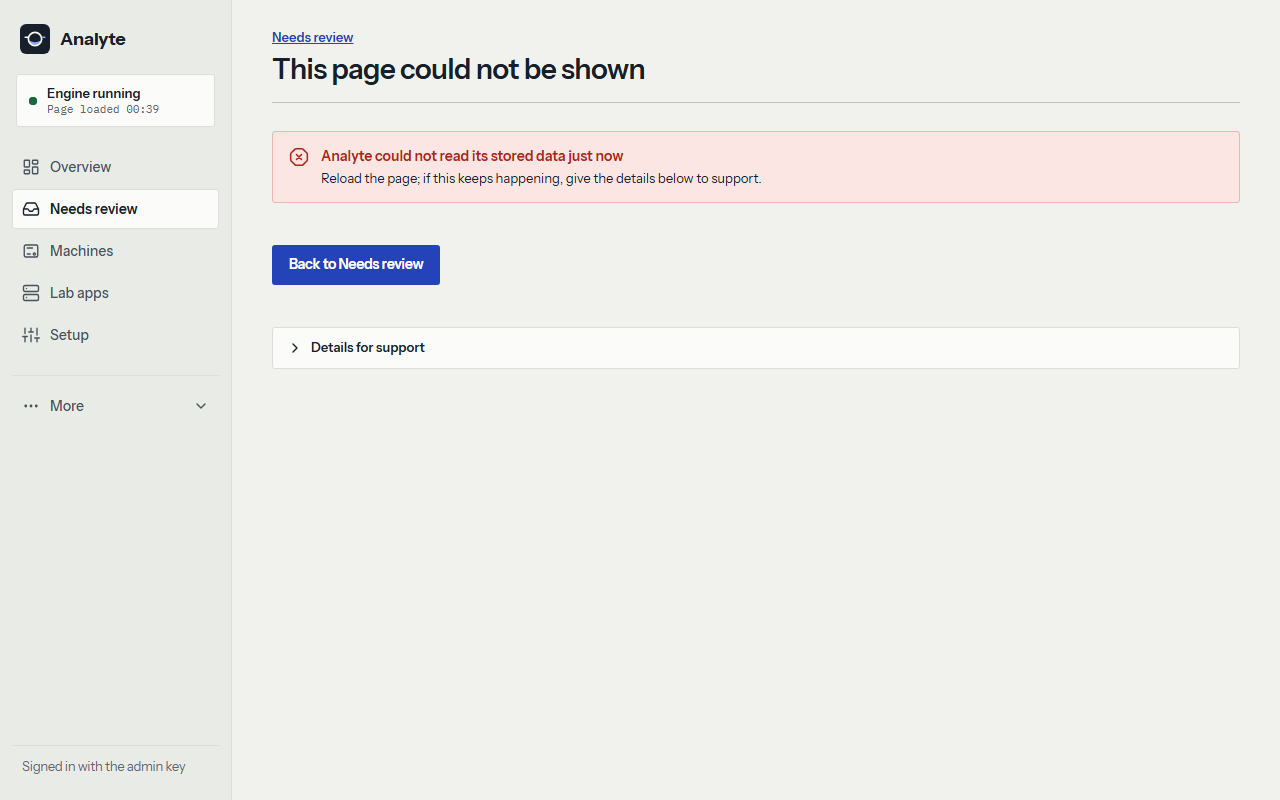 Analyte
Engine running
Page loaded 00:39
Overview
Needs review
Machines
Lab apps
Setup
More
Signed in with the admin key
Needs review
This page could not be shown
Analyte could not read its stored data just now
Reload the page; if this keeps happening, give the details below to support.
Back to Needs review
Details for support